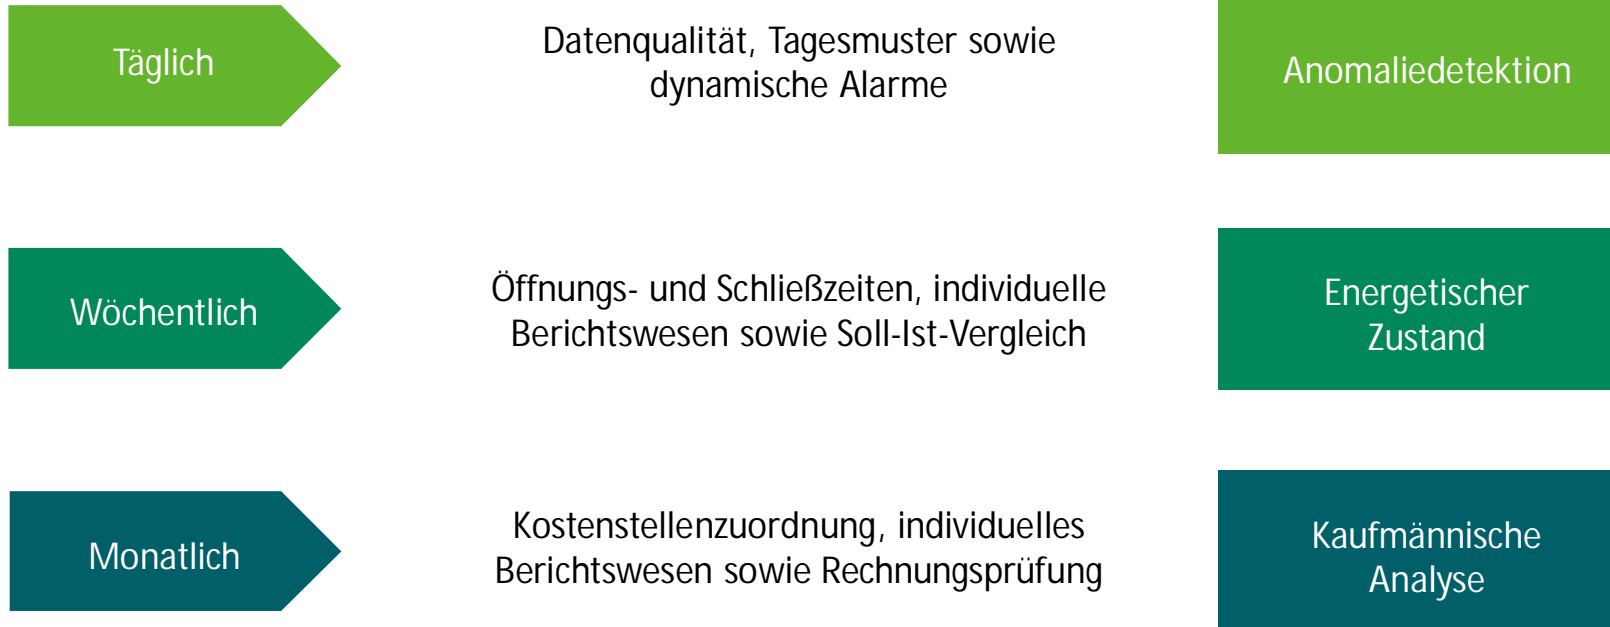 Täglich
Datenqualität, Tagesmuster sowie
dynamische Alarme
Anomaliedetektion
Wöchentlich
Öffnungs- und Schließzeiten, individuelle
Berichtswesen sowie Soll-Ist-Vergleich
Energetischer
Zustand
Monatlich
Kostenstellenzuordnung, individuelles
Berichtswesen sowie Rechnungsprüfung
Kaufmännische
Analyse